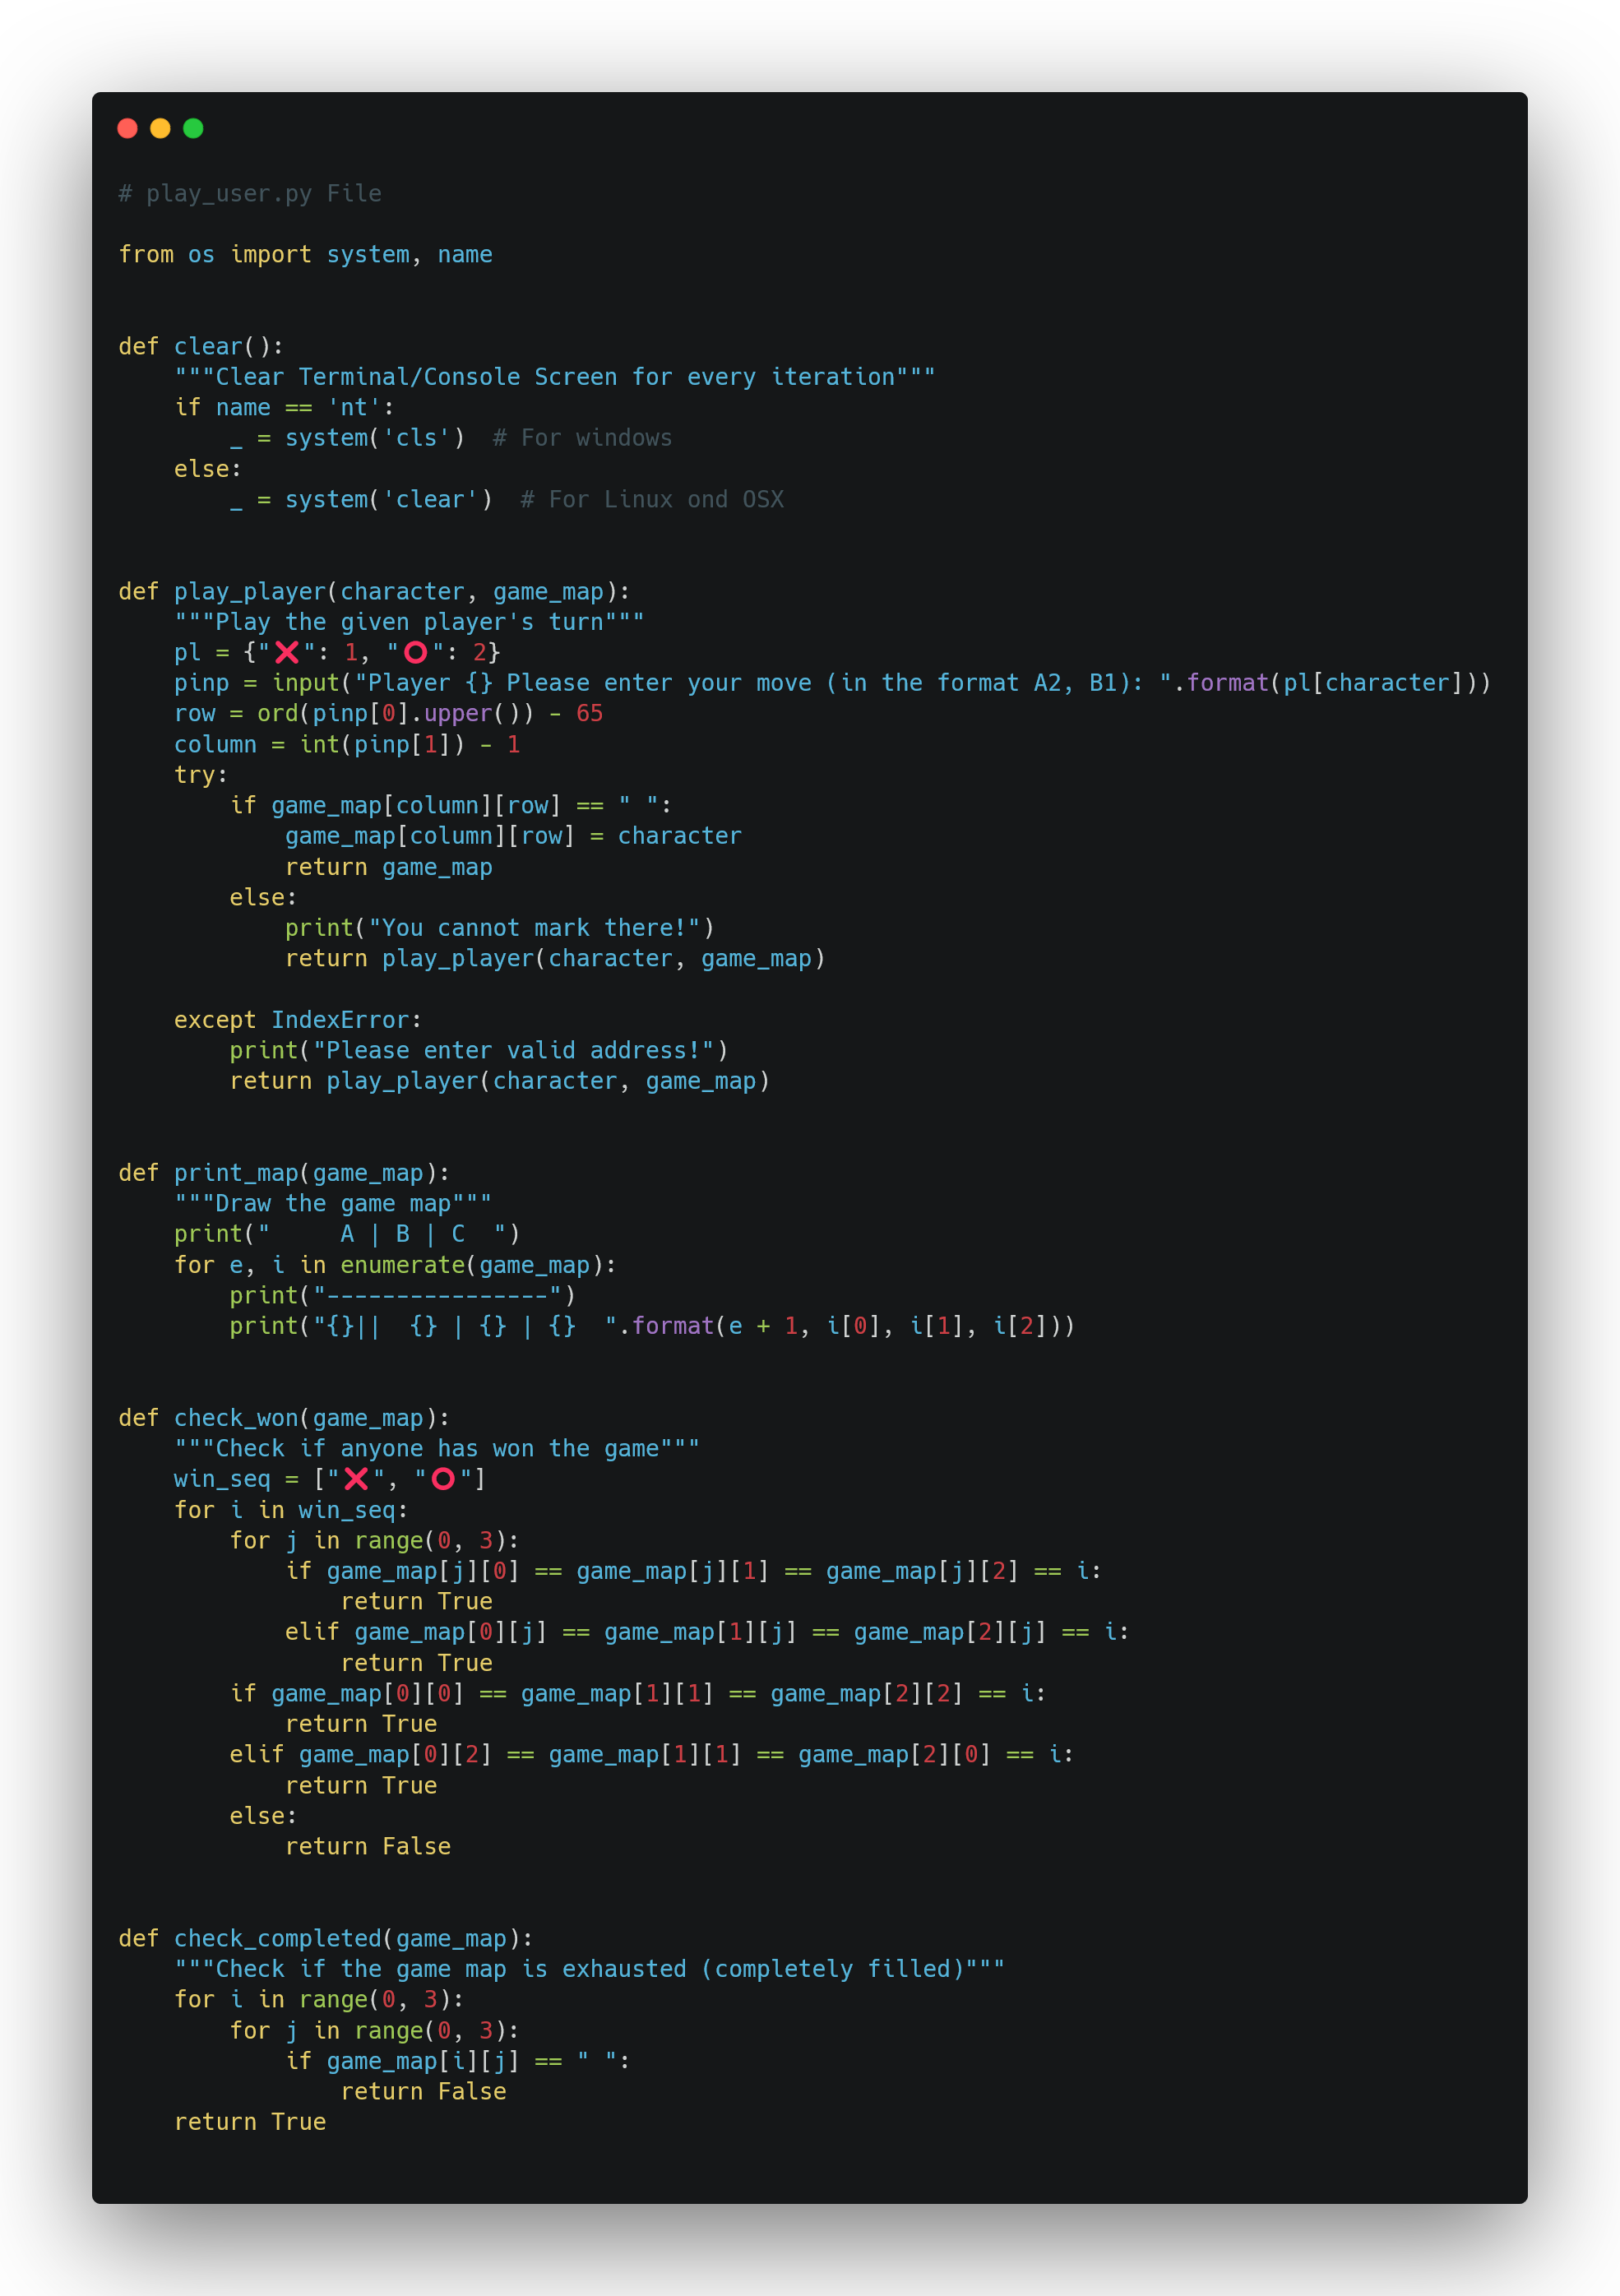 # play_user.py File

from os import system, name


def clear():
    """Clear Terminal/Console Screen for every iteration"""
    if name == 'nt':
        _ = system('cls')  # For windows
    else:
        _ = system('clear')  # For Linux ond OSX


def play_player(character, game_map):
    """Play the given player's turn"""
    pl = {"❌": 1, "⭕": 2}
    pinp = input("Player {} Please enter your move (in the format A2, B1): ".format(pl[character]))
    row = ord(pinp[0].upper()) - 65
    column = int(pinp[1]) - 1
    try:
        if game_map[column][row] == " ":
            game_map[column][row] = character
            return game_map
        else:
            print("You cannot mark there!")
            return play_player(character, game_map)

    except IndexError:
        print("Please enter valid address!")
        return play_player(character, game_map)


def print_map(game_map):
    """Draw the game map"""
    print("     A | B | C  ")
    for e, i in enumerate(game_map):
        print("----------------")
        print("{}||  {} | {} | {}  ".format(e + 1, i[0], i[1], i[2]))


def check_won(game_map):
    """Check if anyone has won the game"""
    win_seq = ["❌", "⭕"]
    for i in win_seq:
        for j in range(0, 3):
            if game_map[j][0] == game_map[j][1] == game_map[j][2] == i:
                return True
            elif game_map[0][j] == game_map[1][j] == game_map[2][j] == i:
                return True
        if game_map[0][0] == game_map[1][1] == game_map[2][2] == i:
            return True
        elif game_map[0][2] == game_map[1][1] == game_map[2][0] == i:
            return True
        else:
            return False


def check_completed(game_map):
    """Check if the game map is exhausted (completely filled)"""
    for i in range(0, 3):
        for j in range(0, 3):
            if game_map[i][j] == " ":
                return False
    return True